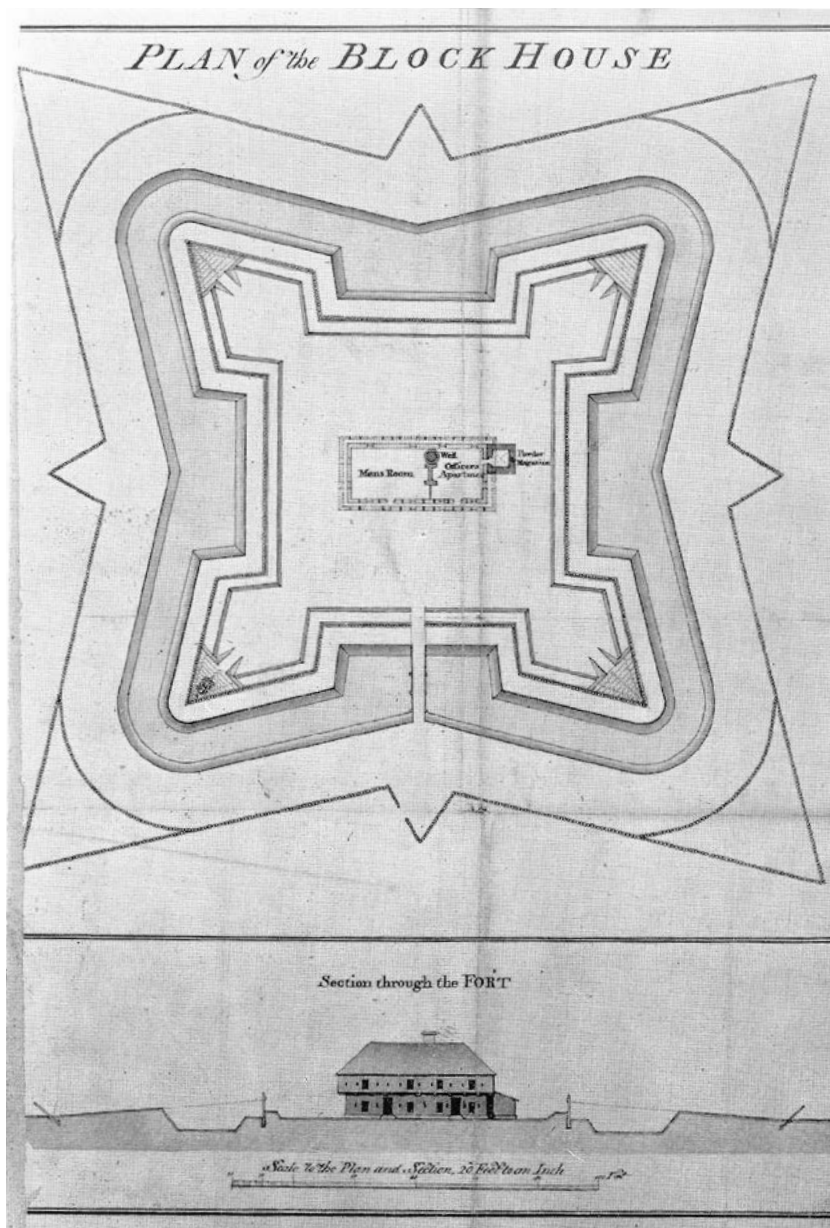 PLAN of the BLOCK HOUSE
Well
Mens Room
Officers
Apartment
Powder
Magazine
Section through the FORT
Scale to the Plan and Section, 20 Feet to an Inch
Feet